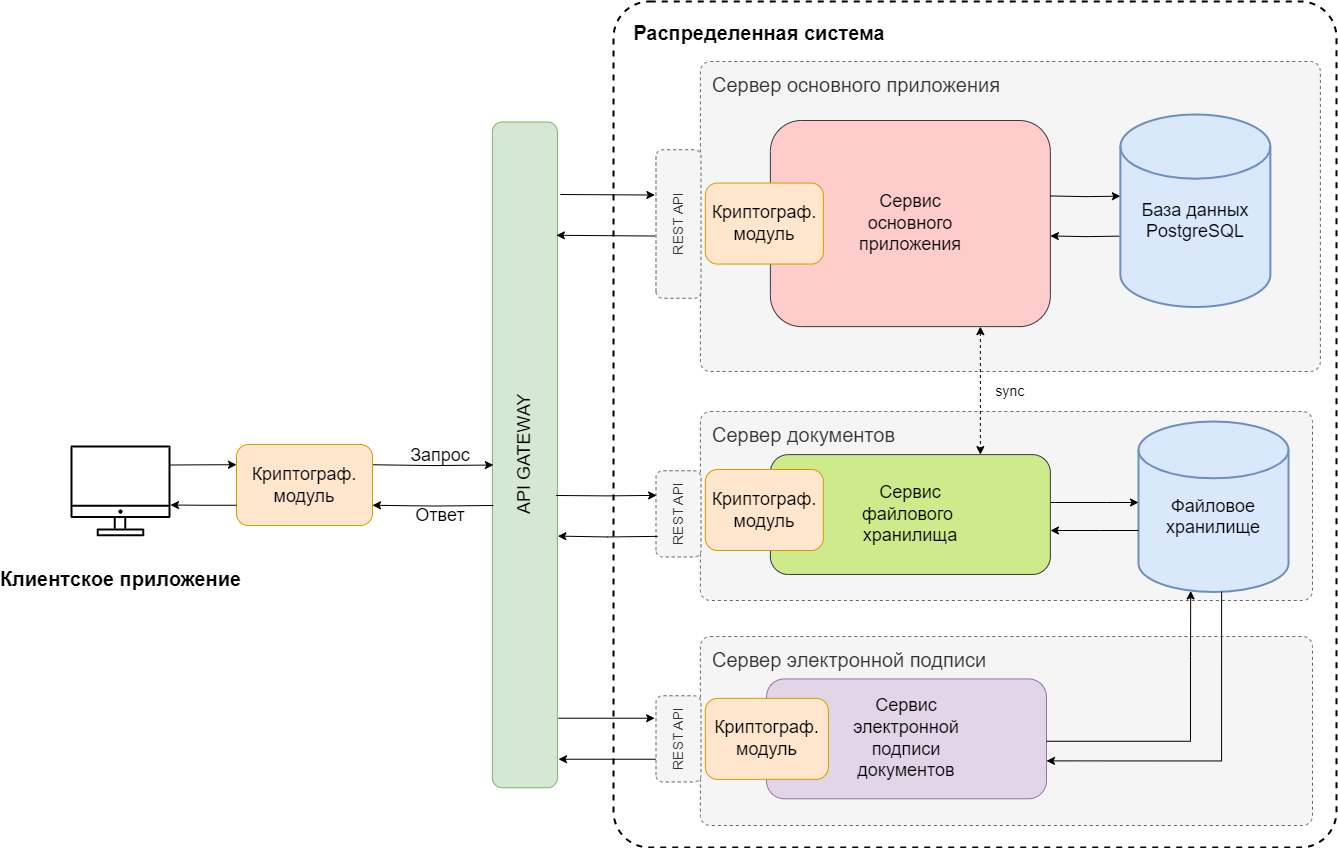 Распределенная система
Сервер основного приложения
REST API
Криптограф.
модуль
Сервис
основного
приложения
База данных
PostgreSQL
sync
API GATEWAY
Сервер документов
REST API
Криптограф.
модуль
Сервис
файлового
хранилища
Файловое
хранилище
Криптограф.
модуль
Запрос
Ответ
Клиентское приложение
Сервер электронной подписи
REST API
Криптограф.
модуль
Сервис
электронной
подписи
документов